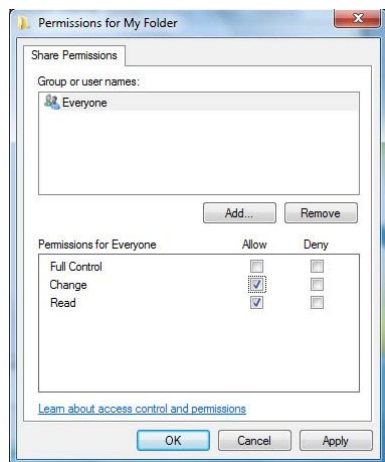 Permissions for My Folder
Share Permissions
Group or user names:
Everyone
Add... Remove
Permissions for Everyone Allow Deny
Full Control
Change
Read
Learn about access control and permissions
OK Cancel Apply